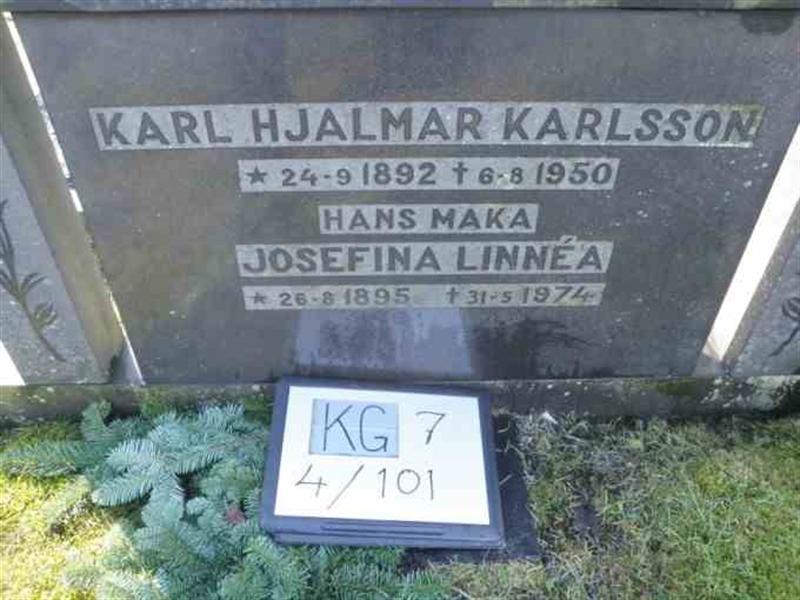 KARL HJALMAR KARLSSON
★ 24-9 1892 † 6-8 1950
HANS MAKA
JOSEFINA LINNÉA
★ 26-8 1895 † 31-5 1974
KG 7
4/101